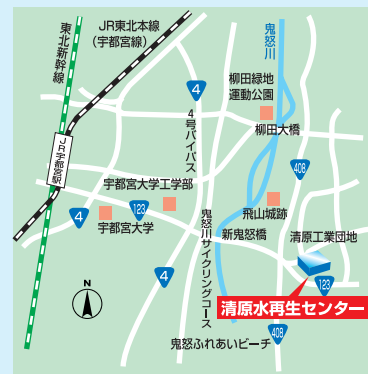 JR東北本線
(宇都宮線)
東北新幹線
鬼怒川
4
柳田緑地
運動公園
4号バイパス
柳田大橋
JR宇都宮駅
408
宇都宮大学工学部
123
飛山城跡
4
宇都宮大学
新鬼怒橋
清原工業団地
鬼怒川サイクリングコース
4
123
N
清原水再生センター
408
鬼怒ふれあいビーチ